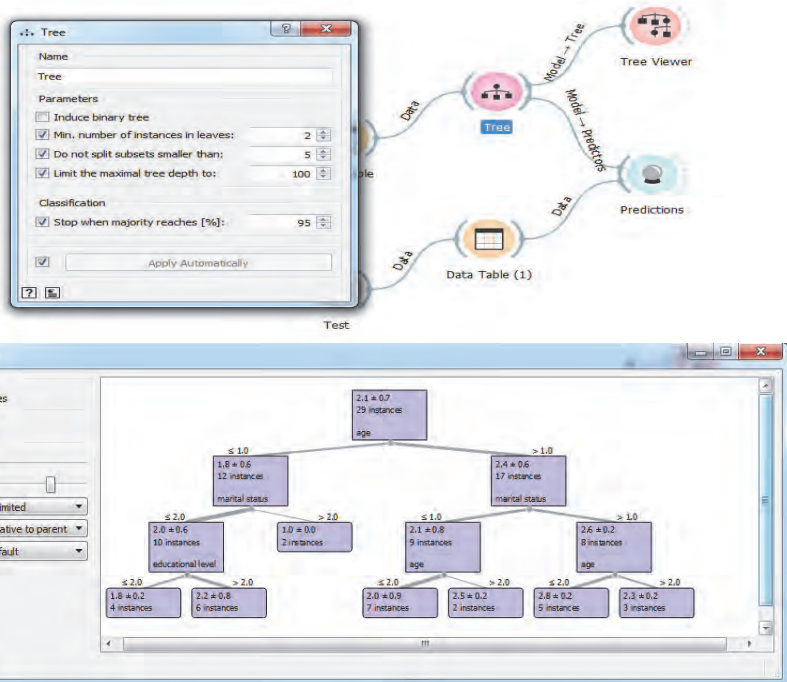 Tree
Name
Tree
Parameters
Induce binary tree
Min. number of instances in leaves: 2
Do not split subsets smaller than: 5
Limit the maximal tree depth to: 100
Classification
Stop when majority reaches [%]: 95
Apply Automatically
?
Data
Tree
Model → Tree
Tree Viewer
Model → Predictors
Predictions
ble
Data
Data Table (1)
Data
Test
es
imited
ative to parent
fault
2.1 ± 0.7
29 instances
age
≤ 1.0
> 1.0
1.8 ± 0.6
12 instances
marital status
2.4 ± 0.6
17 instances
marital status
≤ 2.0
> 2.0
≤ 1.0
> 1.0
2.0 ± 0.6
10 instances
educational level
1.0 ± 0.0
2 instances
2.1 ± 0.8
9 instances
age
2.6 ± 0.2
8 instances
age
≤ 2.0
> 2.0
≤ 2.0
> 2.0
≤ 2.0
> 2.0
1.8 ± 0.2
4 instances
2.2 ± 0.8
6 instances
2.0 ± 0.9
7 instances
2.5 ± 0.2
2 instances
2.8 ± 0.2
5 instances
2.3 ± 0.2
3 instances